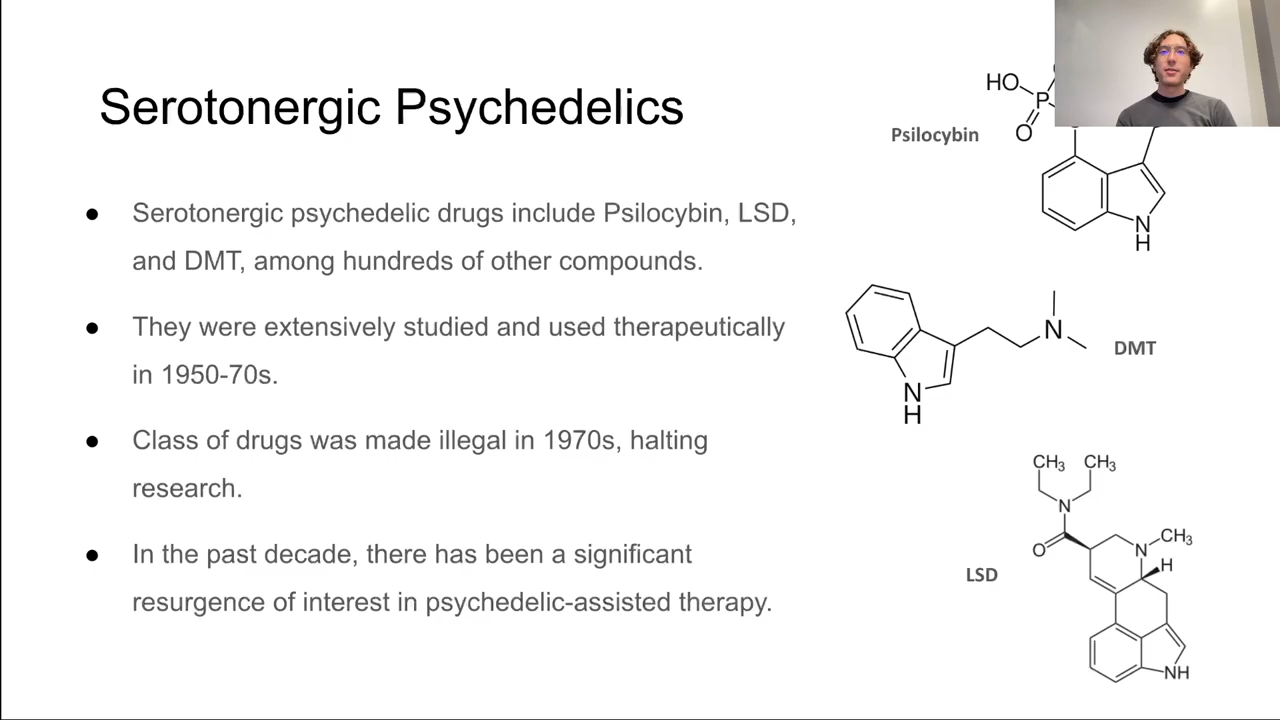 Serotonergic Psychedelics
● Serotonergic psychedelic drugs include Psilocybin, LSD,
and DMT, among hundreds of other compounds.
● They were extensively studied and used therapeutically
in 1950-70s.
● Class of drugs was made illegal in 1970s, halting
research.
● In the past decade, there has been a significant
resurgence of interest in psychedelic-assisted therapy.
HO
P
O
Psilocybin
N
H
N
DMT
N
H
CH₃ CH₃
N
O
N
CH₃
H
LSD
NH